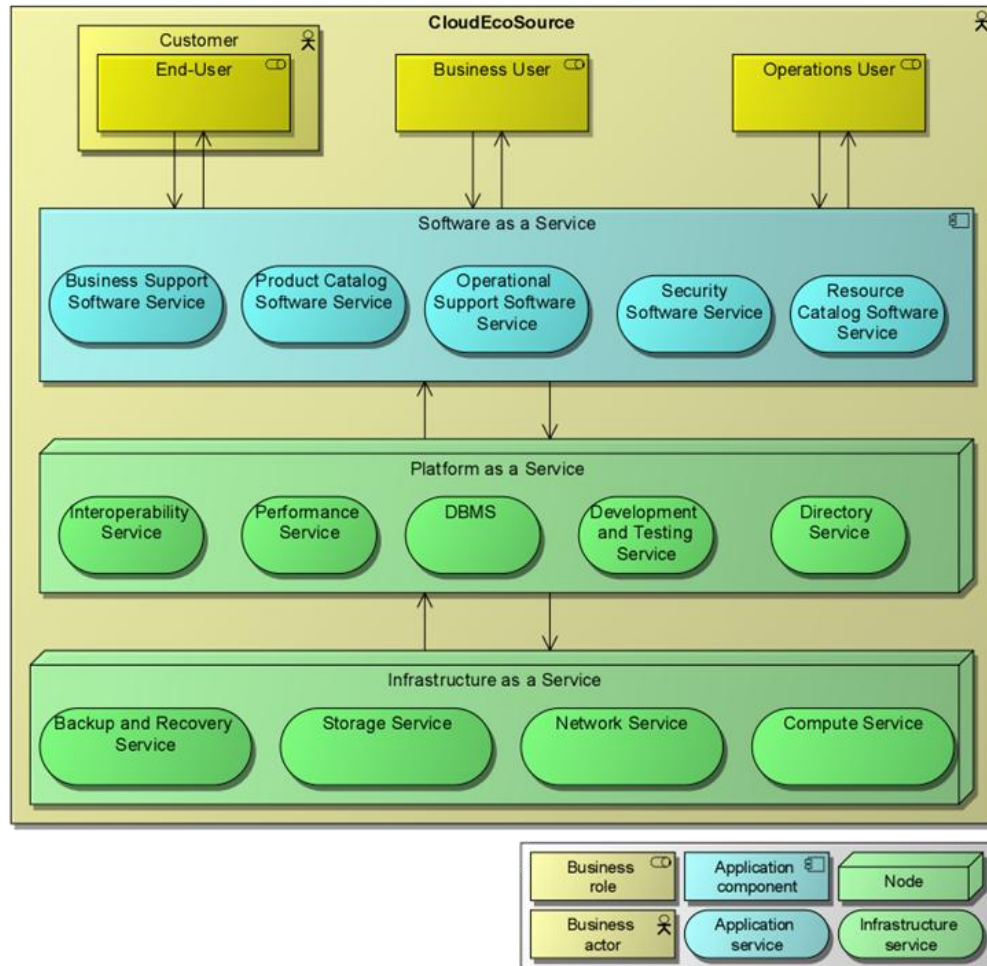 CloudEcoSource
Customer
End-User
Business User
Operations User
Software as a Service
Business Support
Software Service
Product Catalog
Software Service
Operational
Support Software
Service
Security
Software Service
Resource
Catalog Software
Service
Platform as a Service
Interoperability
Service
Performance
Service
DBMS
Development
and Testing
Service
Directory
Service
Infrastructure as a Service
Backup and Recovery
Service
Storage Service
Network Service
Compute Service
Business
role
Application
component
Node
Business
actor
Application
service
Infrastructure
service